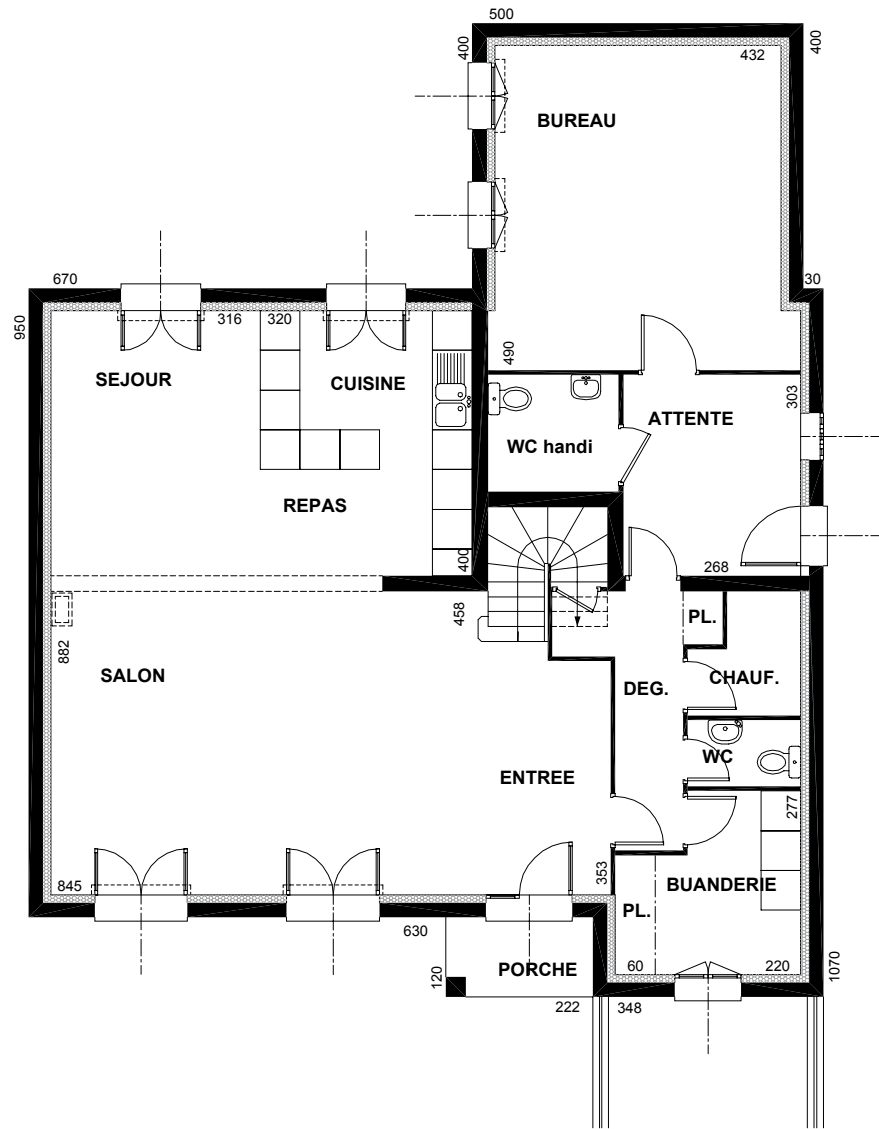 500
400
432
400
BUREAU
670
30
950
316
320
490
SEJOUR
CUISINE
303
ATTENTE
WC handi
REPAS
400
268
458
882
PL.
SALON
DEG.
CHAUF.
WC
ENTREE
277
845
353
BUANDERIE
PL.
630
120
PORCHE
60
220
1070
222
348